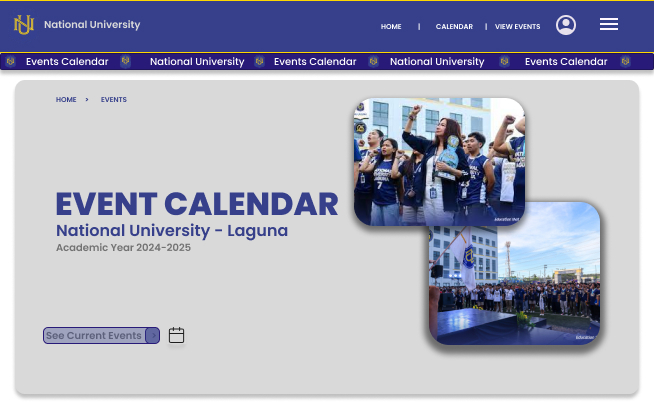 National University
HOME | CALENDAR | VIEW EVENTS
Events Calendar National University Events Calendar National University Events Calendar
HOME > EVENTS
EVENT CALENDAR
National University - Laguna
Academic Year 2024-2025
See Current Events